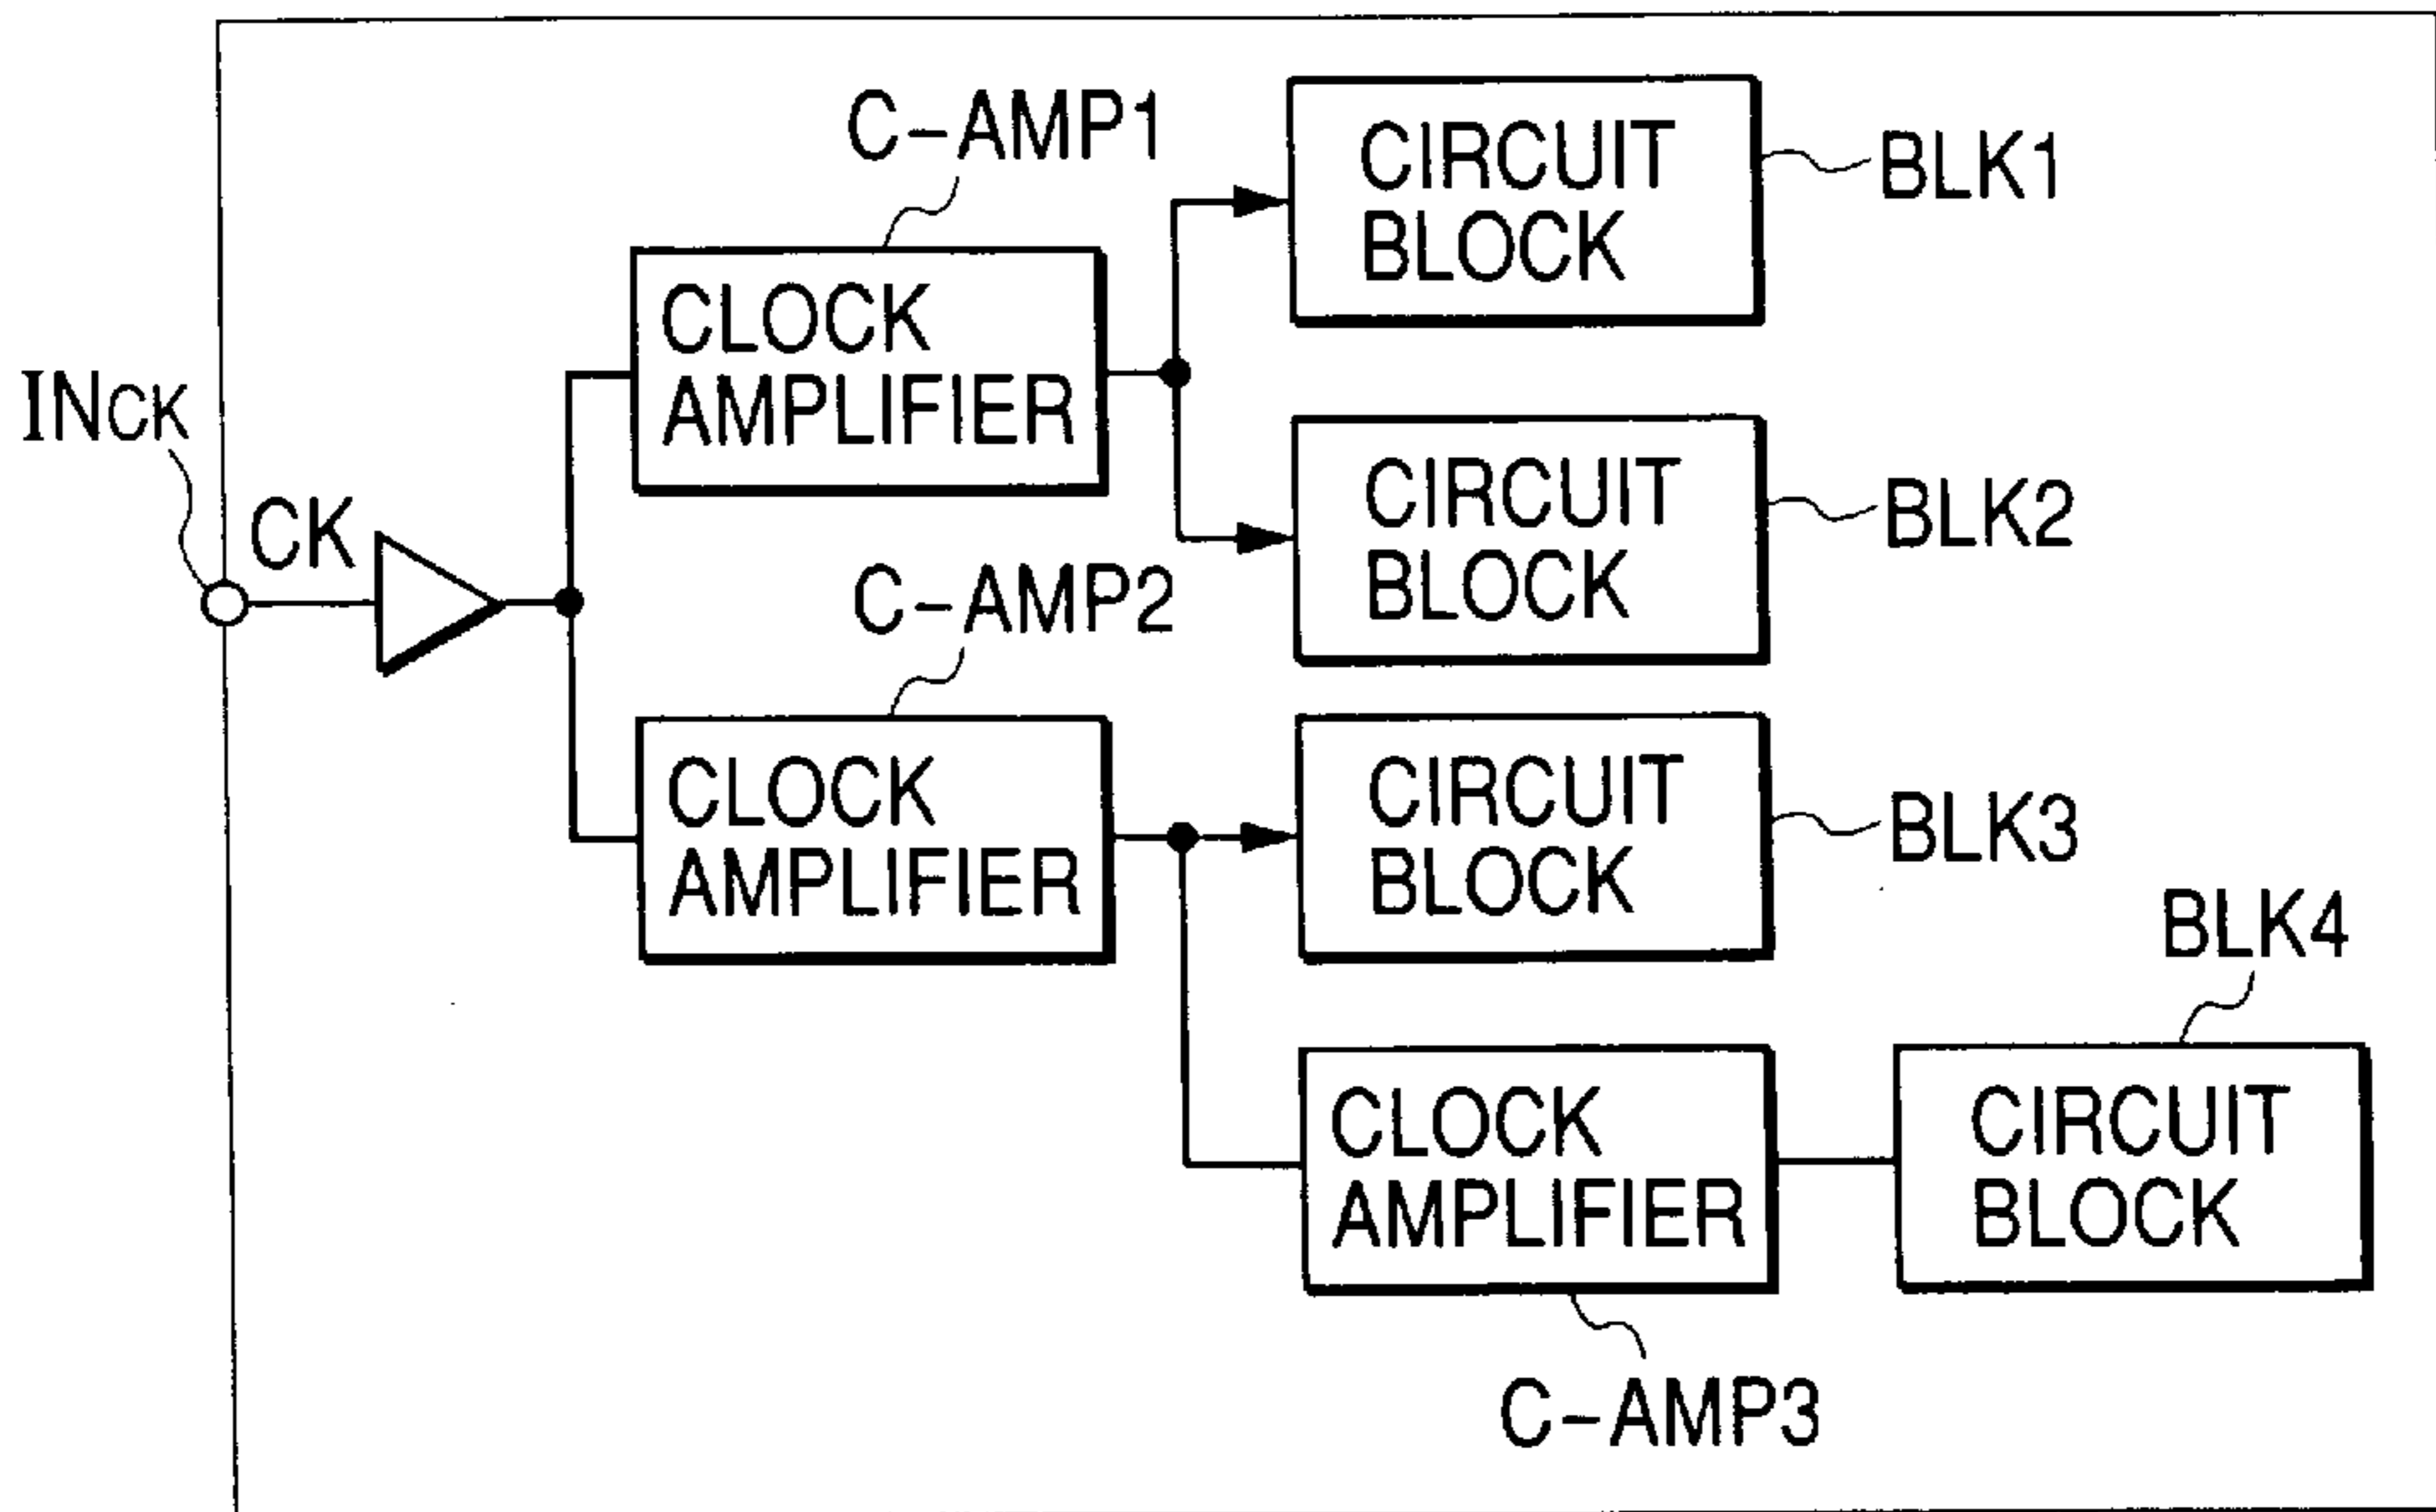 C-AMP1
CIRCUIT
BLOCK
BLK1
CLOCK
AMPLIFIER
INCK
CK
CIRCUIT
BLOCK
BLK2
C-AMP2
CLOCK
AMPLIFIER
CIRCUIT
BLOCK
BLK3
BLK4
CLOCK
AMPLIFIER
CIRCUIT
BLOCK
C-AMP3